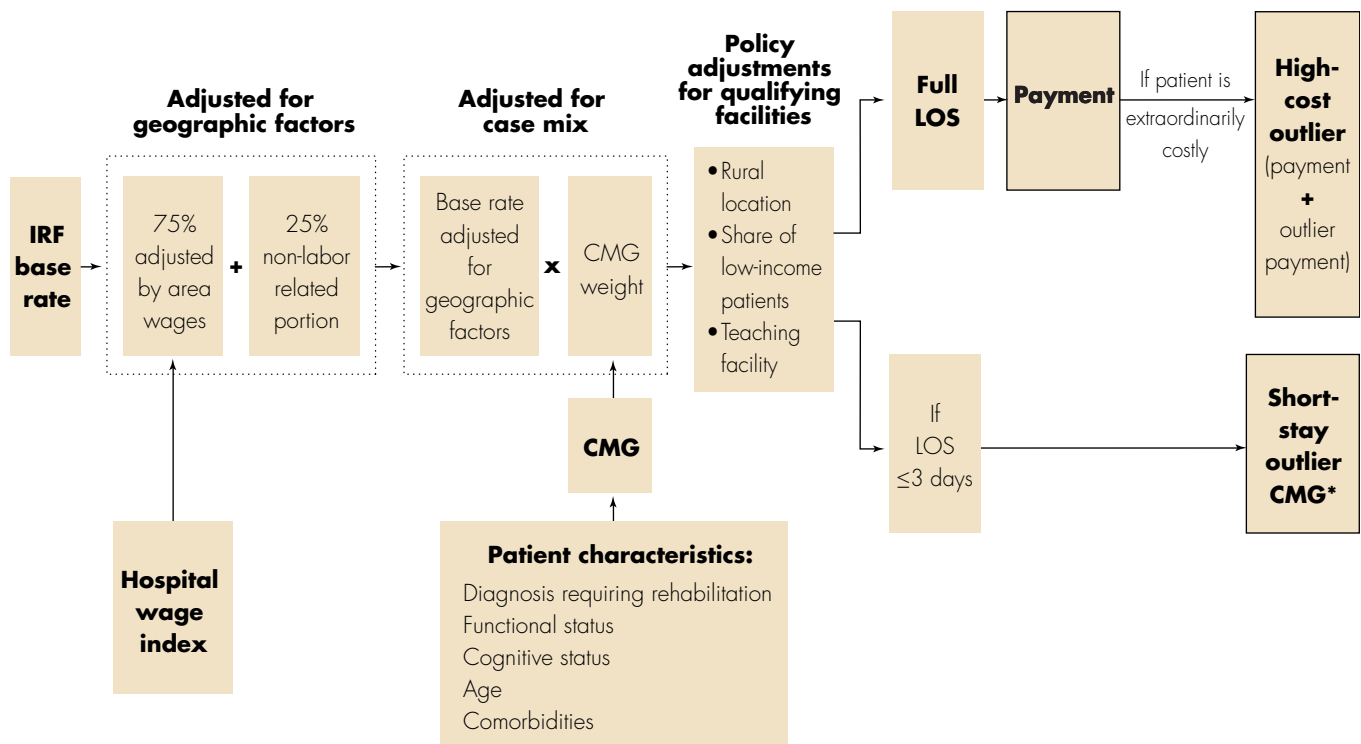 Adjusted for
geographic factors
Adjusted for
case mix
Policy
adjustments
for qualifying
facilities
IRF
base
rate
75%
adjusted
by area
wages
+
25%
non-labor
related
portion
Base rate
adjusted
for
geographic
factors
x
CMG
weight
• Rural
location
• Share of
low-income
patients
• Teaching
facility
Full
LOS
Payment
If patient is
extraordinarily
costly
High-
cost
outlier
(payment
+
outlier
payment)
If
LOS
≤3 days
Short-
stay
outlier
CMG*
CMG
Hospital
wage
index
Patient characteristics:
Diagnosis requiring rehabilitation
Functional status
Cognitive status
Age
Comorbidities